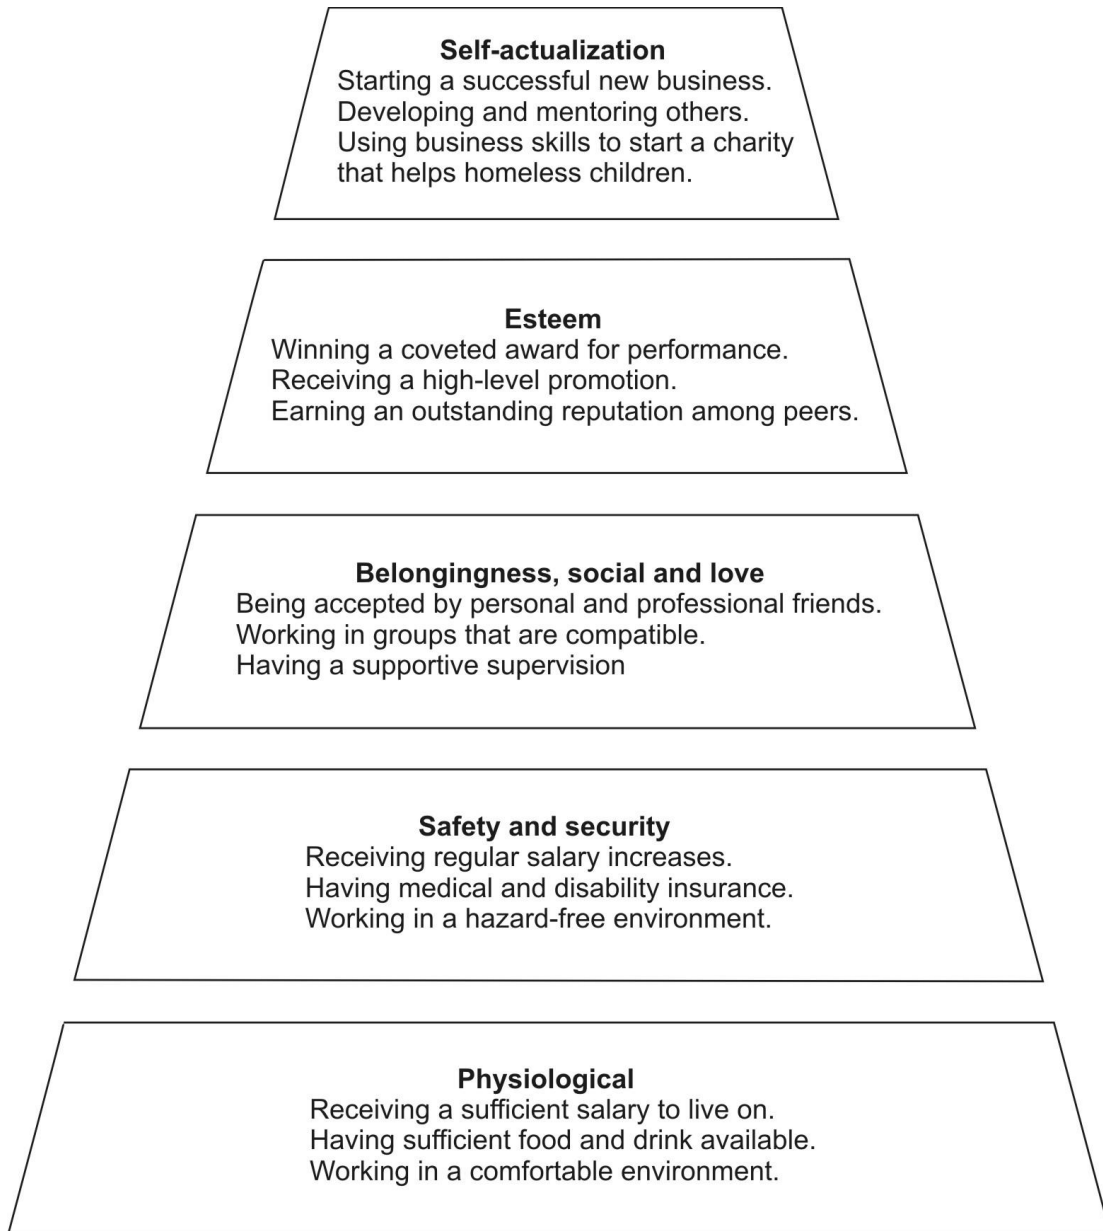 Self-actualization
Starting a successful new business.
Developing and mentoring others.
Using business skills to start a charity
that helps homeless children.
Esteem
Winning a coveted award for performance.
Receiving a high-level promotion.
Earning an outstanding reputation among peers.
Belongingness, social and love
Being accepted by personal and professional friends.
Working in groups that are compatible.
Having a supportive supervision
Safety and security
Receiving regular salary increases.
Having medical and disability insurance.
Working in a hazard-free environment.
Physiological
Receiving a sufficient salary to live on.
Having sufficient food and drink available.
Working in a comfortable environment.